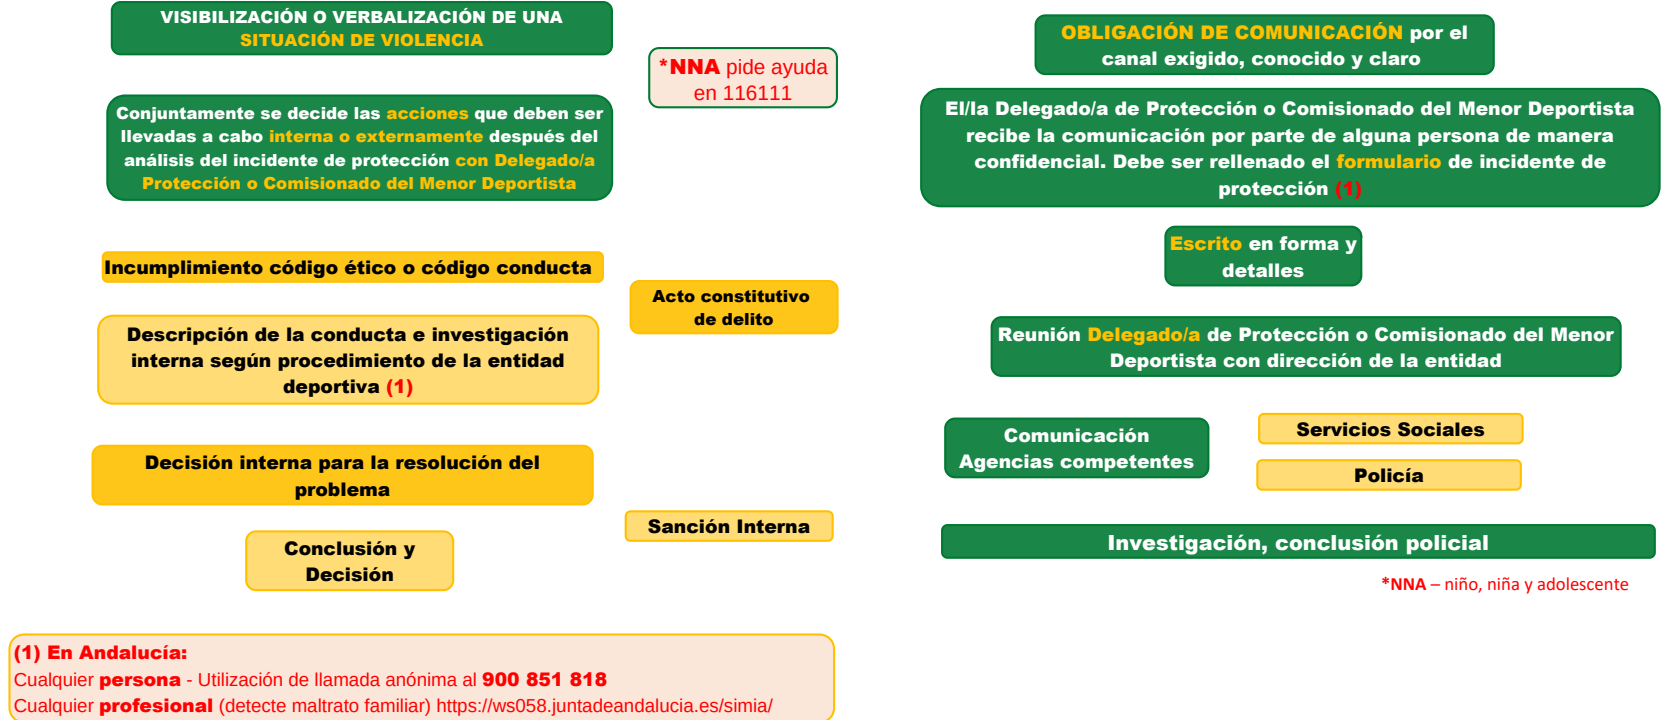 VISIBILIZACIÓN O VERBALIZACIÓN DE UNA
SITUACIÓN DE VIOLENCIA
*NNA pide ayuda
en 116111
Conjuntamente se decide las acciones que deben ser
llevadas a cabo interna o externamente después del
análisis del incidente de protección con Delegado/a
Protección o Comisionado del Menor Deportista
Incumplimiento código ético o código conducta
Acto constitutivo
de delito
Descripción de la conducta e investigación
interna según procedimiento de la entidad
deportiva (1)
Decisión interna para la resolución del
problema
Sanción Interna
Conclusión y
Decisión
(1) En Andalucía:
Cualquier persona - Utilización de llamada anónima al 900 851 818
Cualquier profesional (detecte maltrato familiar) https://ws058.juntadeandalucia.es/simia/
OBLIGACIÓN DE COMUNICACIÓN por el
canal exigido, conocido y claro
El/la Delegado/a de Protección o Comisionado del Menor Deportista
recibe la comunicación por parte de alguna persona de manera
confidencial. Debe ser rellenado el formulario de incidente de
protección (1)
Escrito en forma y
detalles
Reunión Delegado/a de Protección o Comisionado del Menor
Deportista con dirección de la entidad
Comunicación
Agencias competentes
Servicios Sociales
Policía
Investigación, conclusión policial
*NNA – niño, niña y adolescente